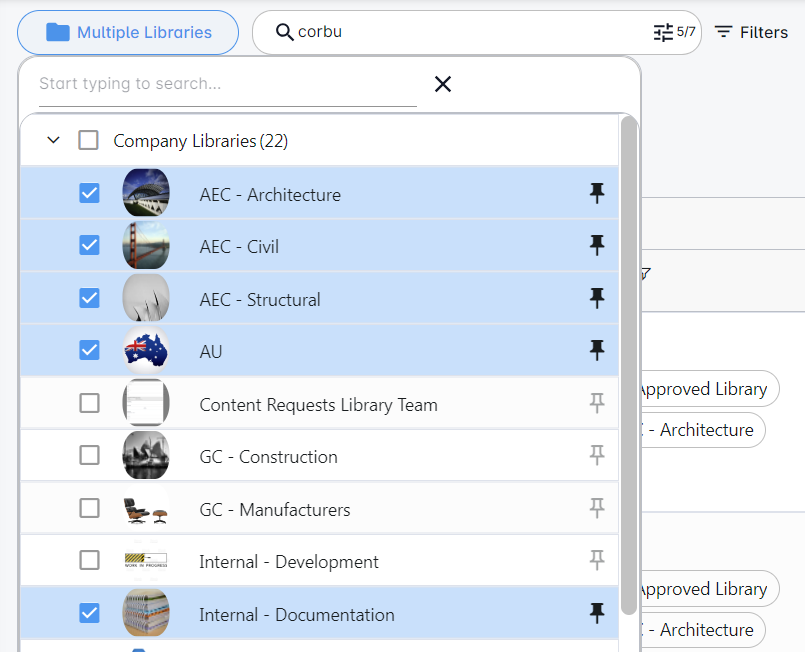 Multiple Libraries
corbu
5/7
Filters
Start typing to search...
Company Libraries (22)
AEC - Architecture
AEC - Civil
AEC - Structural
AU
Approved Library
Content Requests Library Team
- Architecture
GC - Construction
GC - Manufacturers
Internal - Development
WORK IN PROGRESS
Approved Library
Internal - Documentation
- Architecture